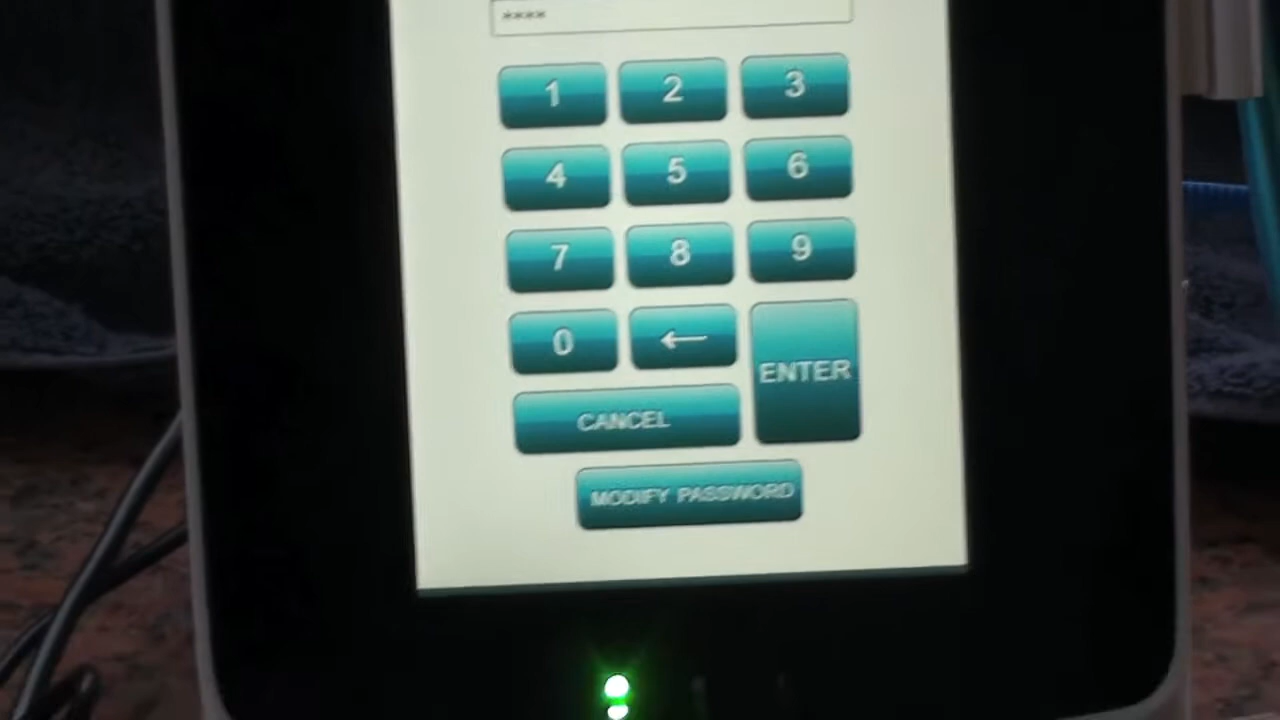 ****
1 2 3
4 5 6
7 8 9
0 ← ENTER
CANCEL
MODIFY PASSWORD